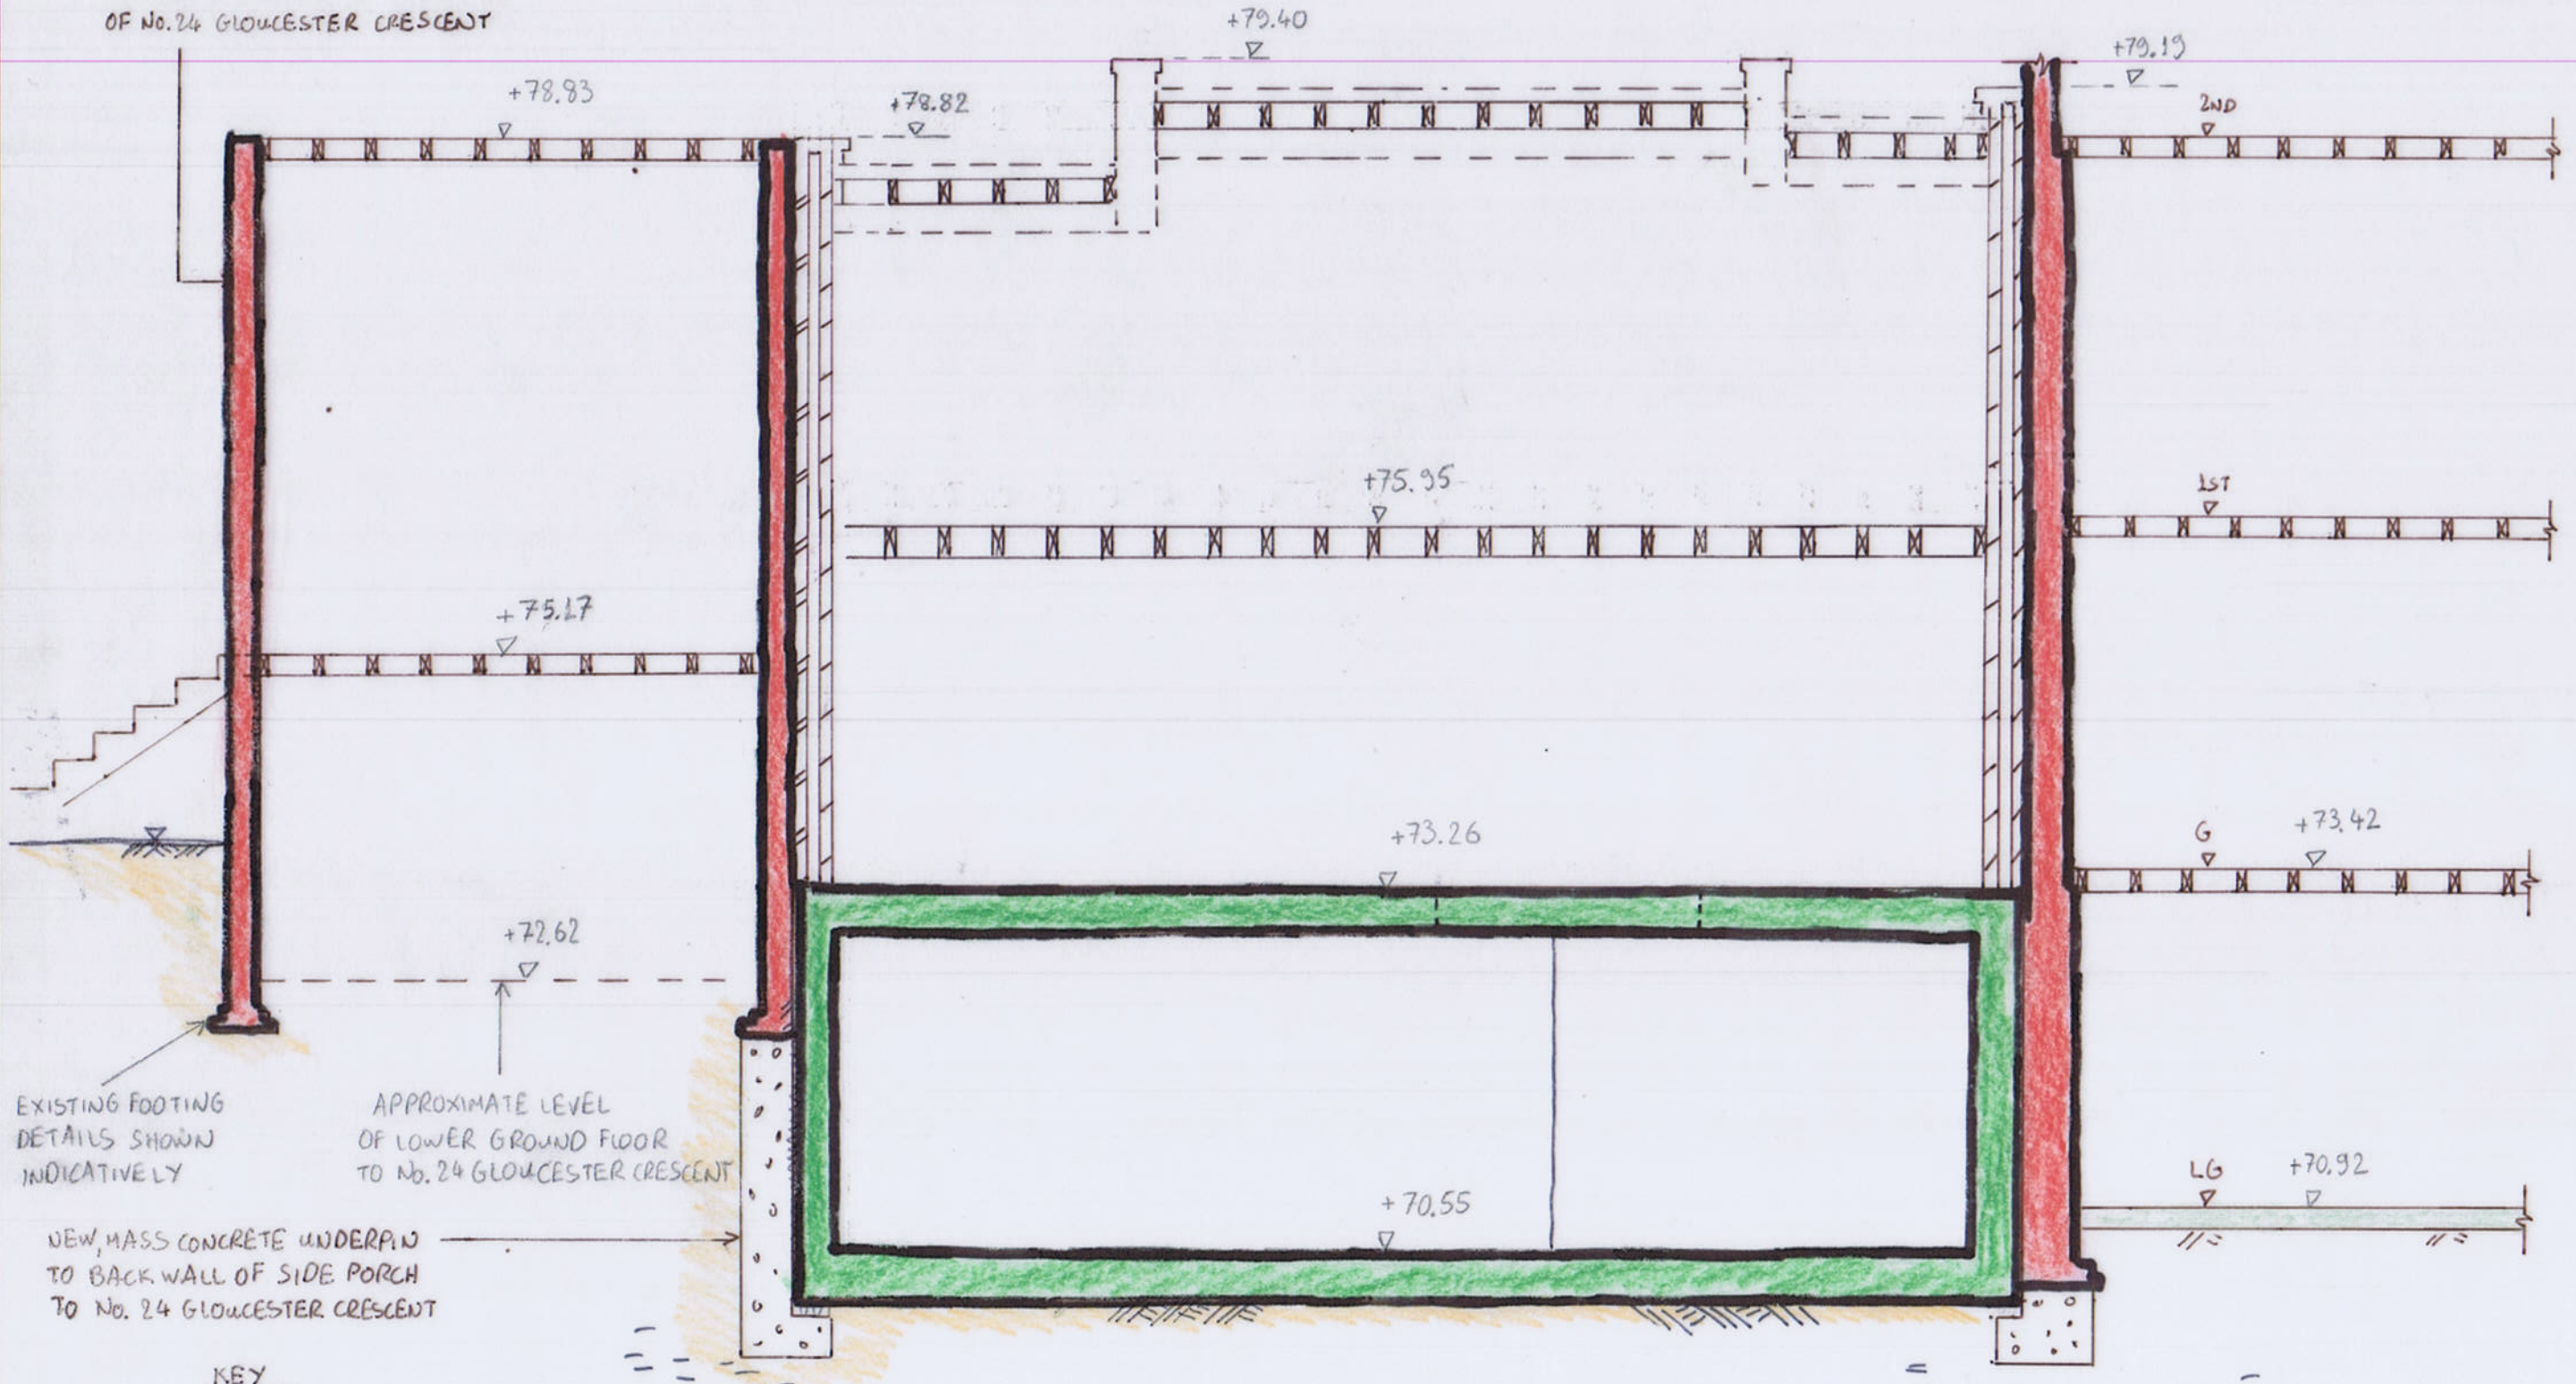 OF No.24 GLOUCESTER CRESCENT
+79.40
+79.19
+78.83
+78.82
2ND
+75.95
1ST
+75.17
+73.26
G
+73.42
+72.62
EXISTING FOOTING
DETAILS SHOWN
INDICATIVELY
APPROXIMATE LEVEL
OF LOWER GROUND FLOOR
TO No.24 GLOUCESTER CRESCENT
LG
+70.92
+70.55
NEW, MASS CONCRETE UNDERPIN
TO BACK WALL OF SIDE PORCH
TO No. 24 GLOUCESTER CRESCENT
KEY